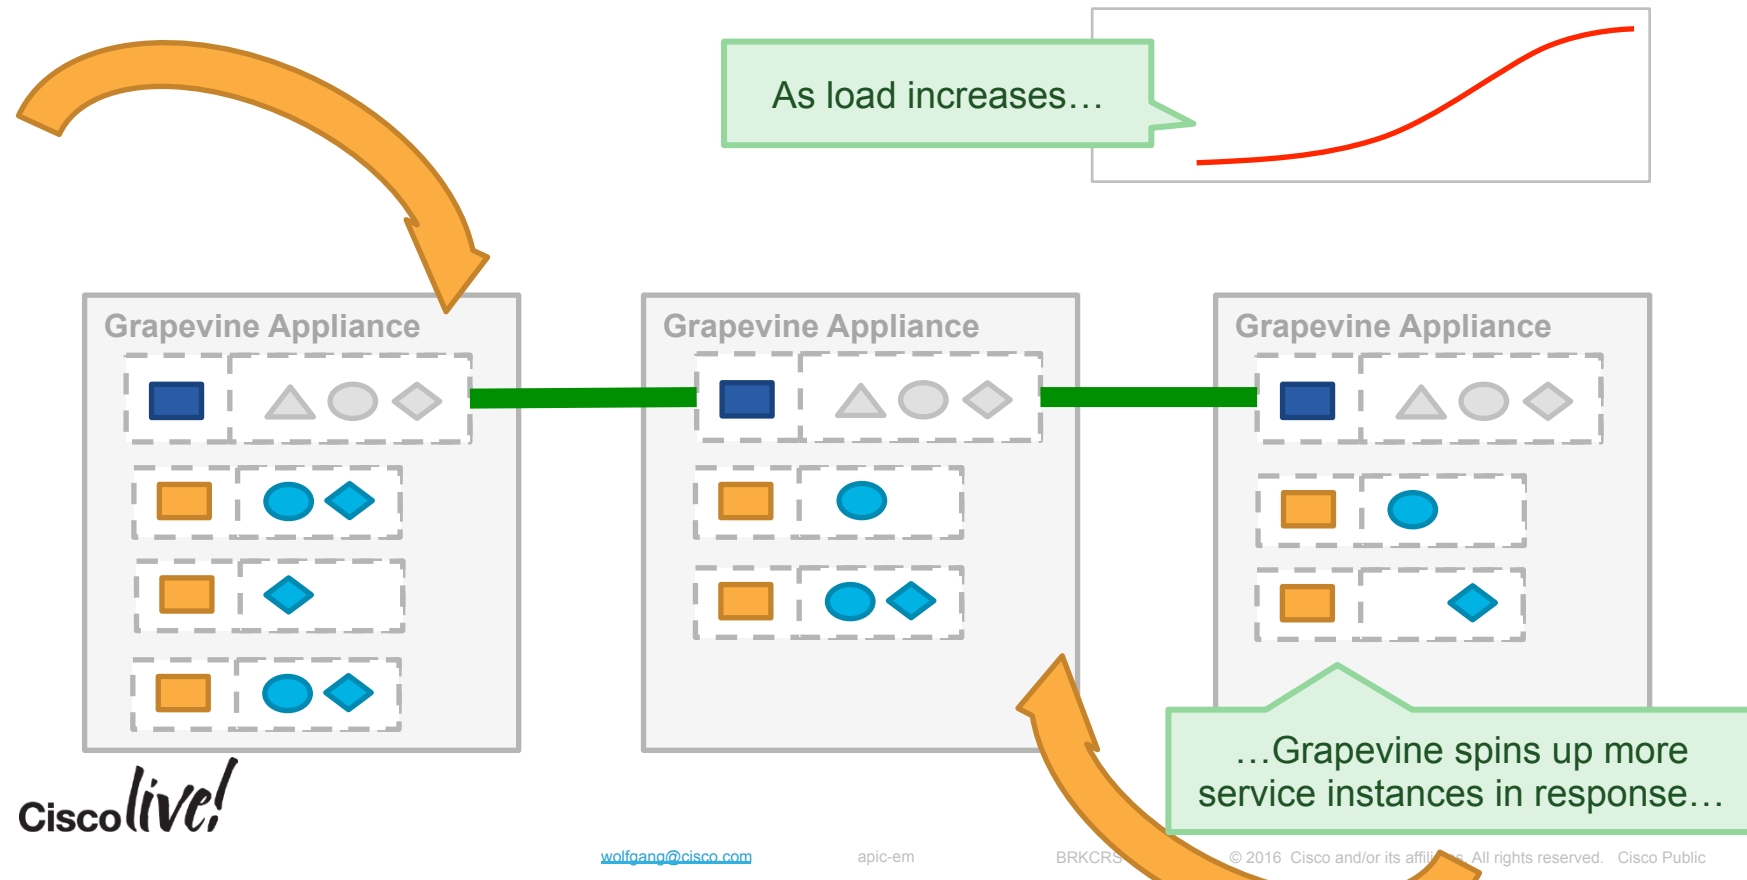 As load increases…
Grapevine Appliance
Grapevine Appliance
Grapevine Appliance
…Grapevine spins up more
service instances in response…
Cisco live!
wolfgang@cisco.com
apic-em
BRKCRS
© 2016 Cisco and/or its All rights reserved. Cisco Public